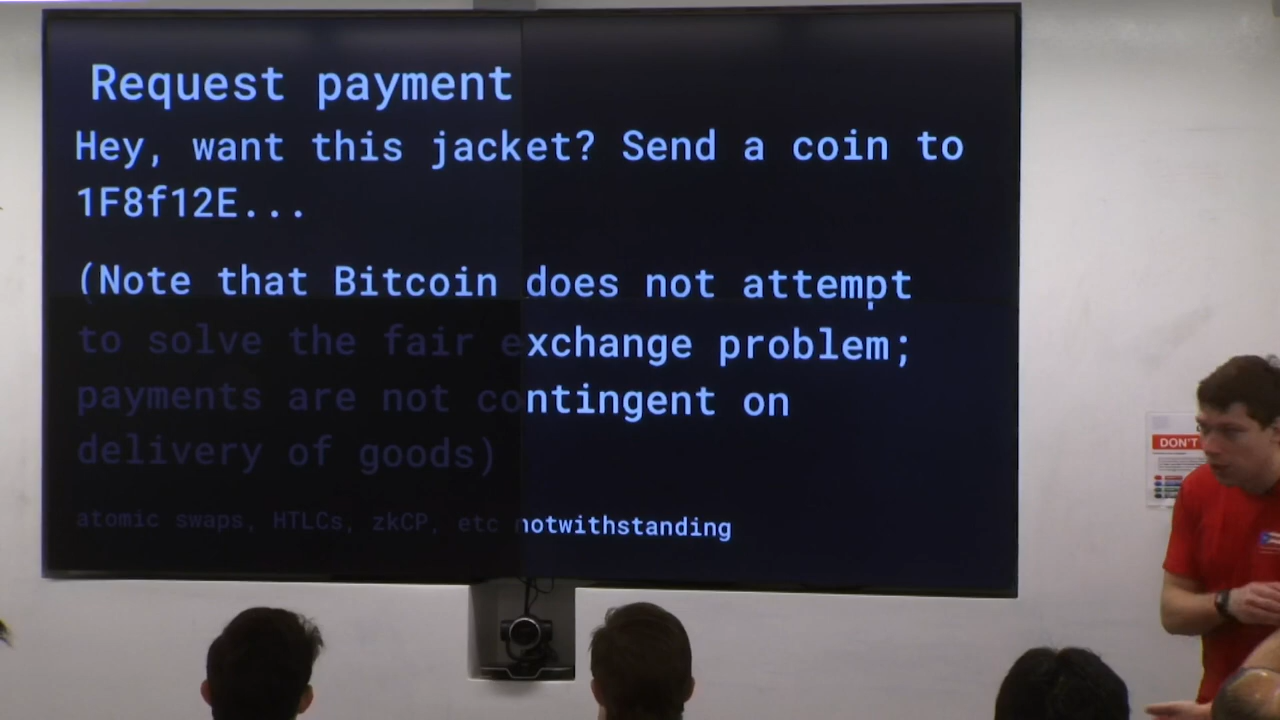 Request payment
Hey, want this jacket? Send a coin to
1F8f12E...
(Note that Bitcoin does not attempt
to solve the fair exchange problem;
payments are not contingent on
delivery of goods)
atomic swaps, HTLCs, zkCP, etc notwithstanding
DON'T